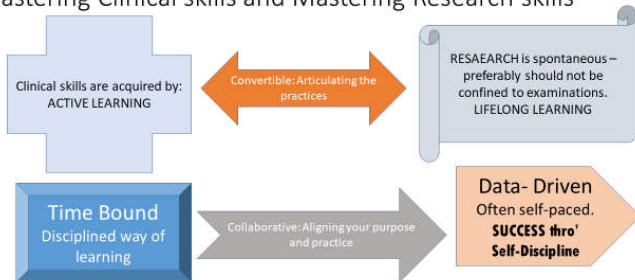 astering Clinical skills and Mastering Research skills
Clinical skills are acquired by:
ACTIVE LEARNING
Convertible: Articulating the
practices
RESAEARCH is spontaneous –
preferably should not be
confined to examinations.
LIFELONG LEARNING
Time Bound
Disciplined way of
learning
Collaborative: Aligning your purpose
and practice
Data- Driven
Often self-paced.
SUCCESS thro'
Self-Discipline